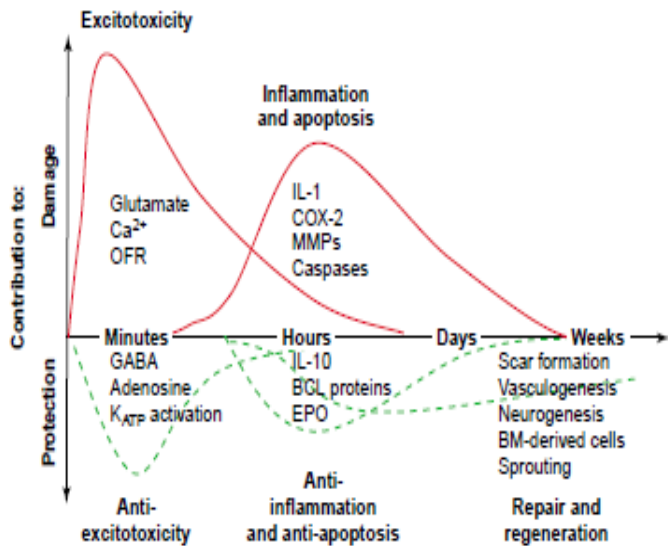 Excitotoxicity
Inflammation
and apoptosis
Contribution to:
Damage
Protection
Glutamate
Ca²⁺
OFR
IL-1
COX-2
MMPs
Caspases
Minutes
Hours
Days
Weeks
GABA
Adenosine
K_ATP activation
IL-10
BCL proteins
EPO
Scar formation
Vasculogenesis
Neurogenesis
BM-derived cells
Sprouting
Anti-
excitotoxicity
Anti-
inflammation
and anti-apoptosis
Repair and
regeneration